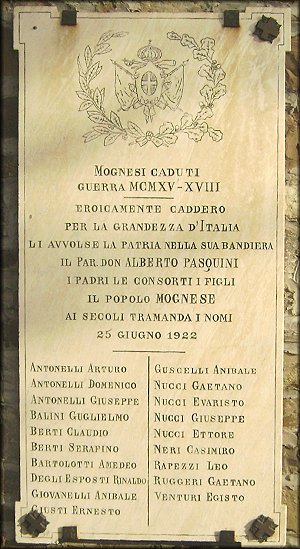 MOGNESI CADUTI
GUERRA MCMXV-XVIII
EROICAMENTE CADDERO
PER LA GRANDEZZA D'ITALIA
LI AVVOLSE LA PATRIA NELLA SUA BANDIERA
IL PAR. DON ALBERTO PASQUINI
I PADRI LE CONSORTI I FIGLI
IL POPOLO MOGNESE
AI SECOLI TRAMANDA I NOMI
25 GIUGNO 1922
ANTONELLI ARTURO
ANTONELLI DOMENICO
ANTONELLI GIUSEPPE
BALINI GUGLIELMO
BERTI CLAUDIO
BERTI SERAFINO
BARTOLOTTI AMEDEO
DEGLI ESPOSTI RINALDO
GIOVANELLI ANIBALE
GIUSTI ERNESTO
GUSCELLI ANIBALE
NUCCI GAETANO
NUCCI EVARISTO
NUCCI GIUSEPPE
NUCCI ETTORE
NERI CASIMIRO
RAPEZZI LEO
RUGGERI GAETANO
VENTURI EGISTO